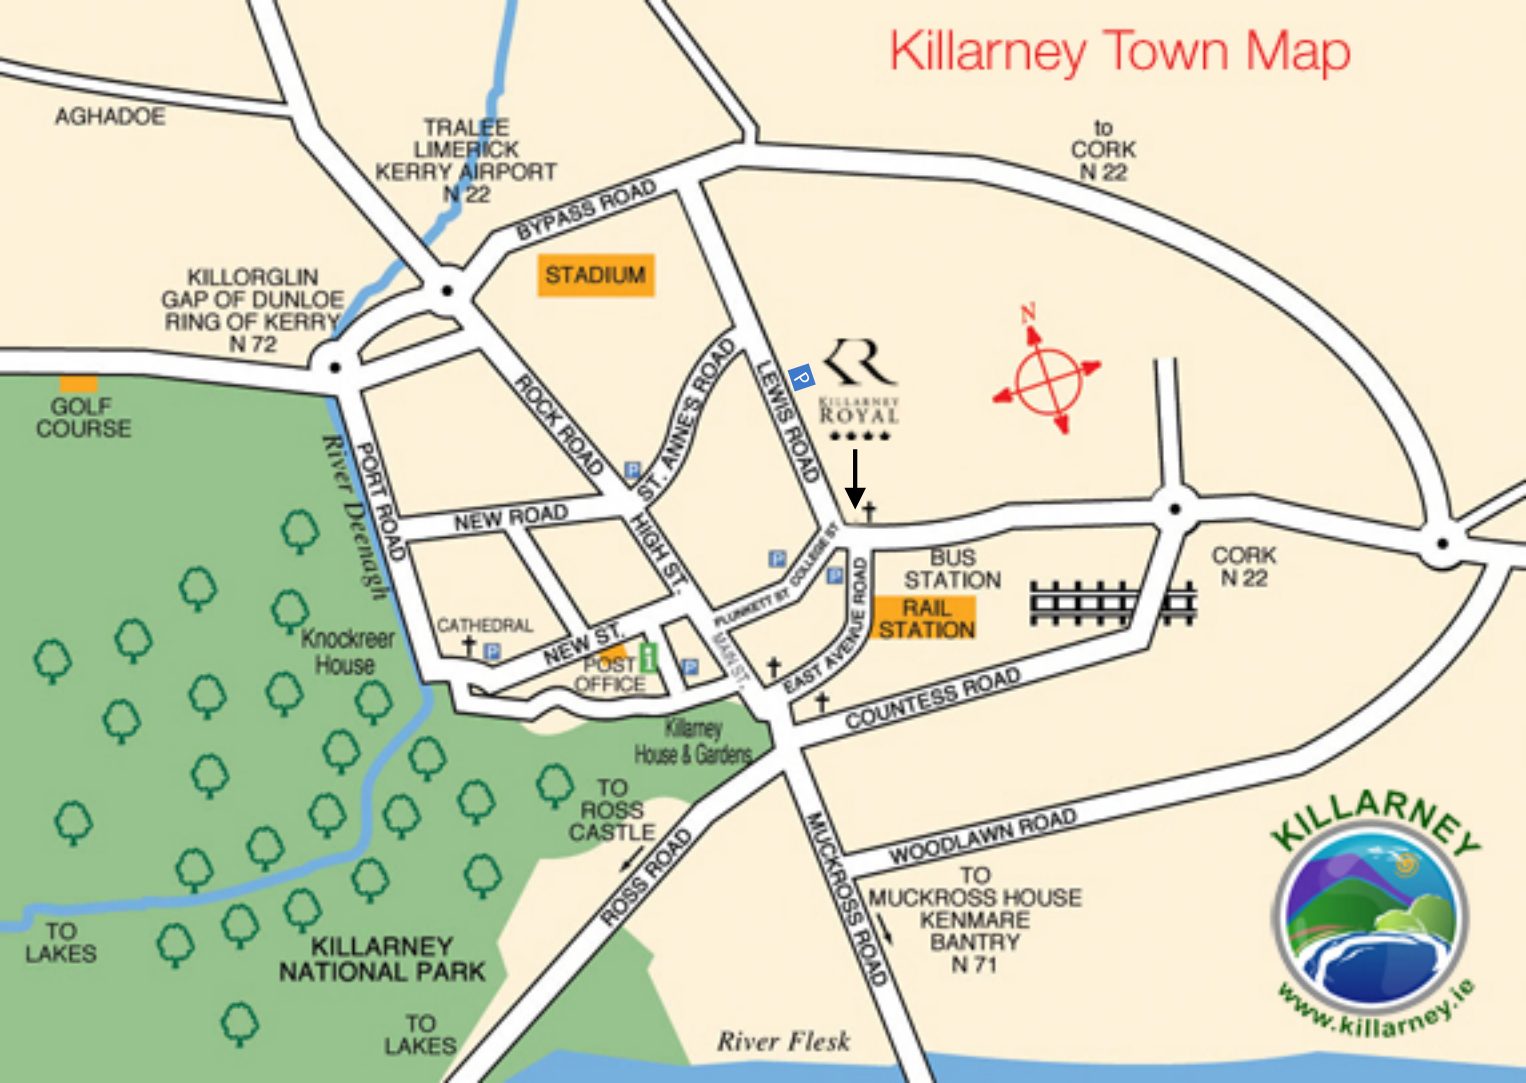 Killarney Town Map
AGHADOE
TRALEE
LIMERICK
KERRY AIRPORT
N 22
to
CORK
N 22
BYPASS ROAD
STADIUM
KILLORGLIN
GAP OF DUNLOE
RING OF KERRY
N 72
N
GOLF
COURSE
River Deenagh
PORT ROAD
ROCK ROAD
ST. ANNE'S ROAD
LEWIS ROAD
P
KR
KILLARNEY
ROYAL
P
NEW ROAD
HIGH ST.
COLLEGE ST
P
P
PLUNKETT ST
BUS
STATION
RAIL
STATION
CORK
N 22
EAST AVENUE ROAD
CATHEDRAL
P
NEW ST.
POST
OFFICE
i
P
MAIN ST.
Knockreer
House
COUNTESS ROAD
Killarney
House & Gardens
TO
ROSS
CASTLE
ROSS ROAD
MUCKROSS ROAD
WOODLAWN ROAD
TO
MUCKROSS HOUSE
KENMARE
BANTRY
N 71
TO
LAKES
KILLARNEY
NATIONAL PARK
TO
LAKES
River Flesk
KILLARNEY
www.killarney.ie